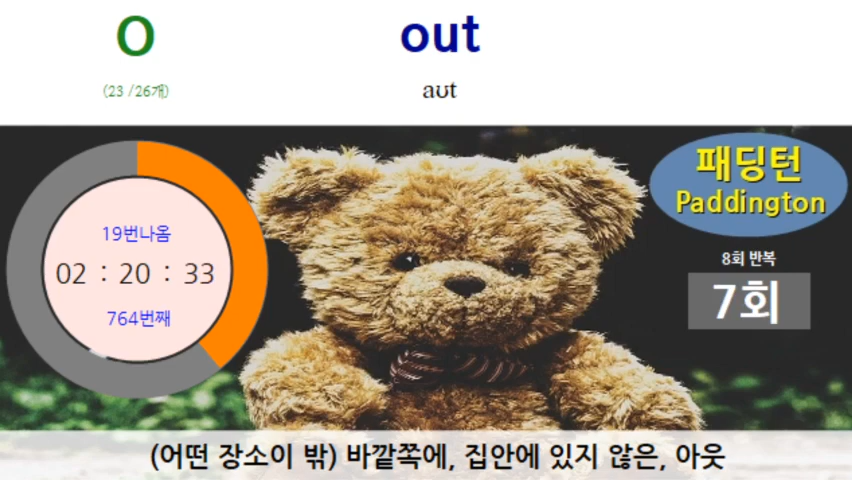 O
out
(23 /26개)
aʊt
패딩턴
Paddington
19번나옴
02 : 20 : 33
764번째
8회 반복
7회
(어떤 장소이 밖) 바깥쪽에, 집안에 있지 않은, 아웃